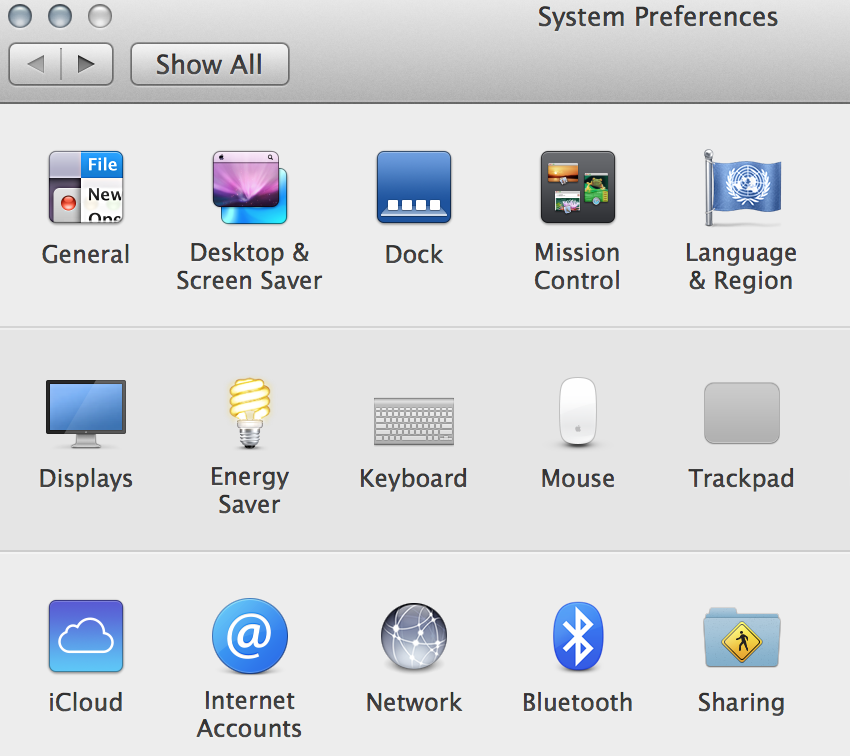 System Preferences
Show All
File
New
General
Desktop &
Screen Saver
Dock
Mission
Control
Language
& Region
Displays
Energy
Saver
Keyboard
Mouse
Trackpad
iCloud
@
Internet
Accounts
Network
Bluetooth
Sharing